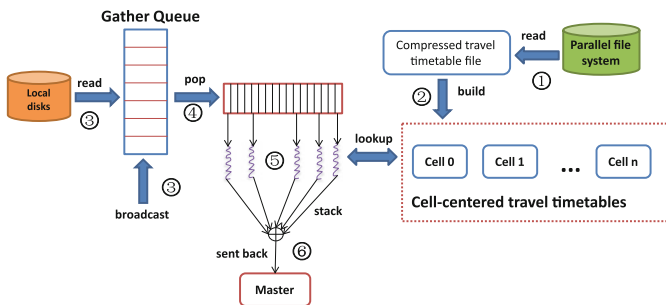 Gather Queue
read
Compressed travel
timetable file
Parallel file
system
①
read
Local
disks
③
pop
④
②
build
lookup
⑤
Cell 0
Cell 1
...
Cell n
③
broadcast
stack
Cell-centered travel timetables
sent back
⑥
Master